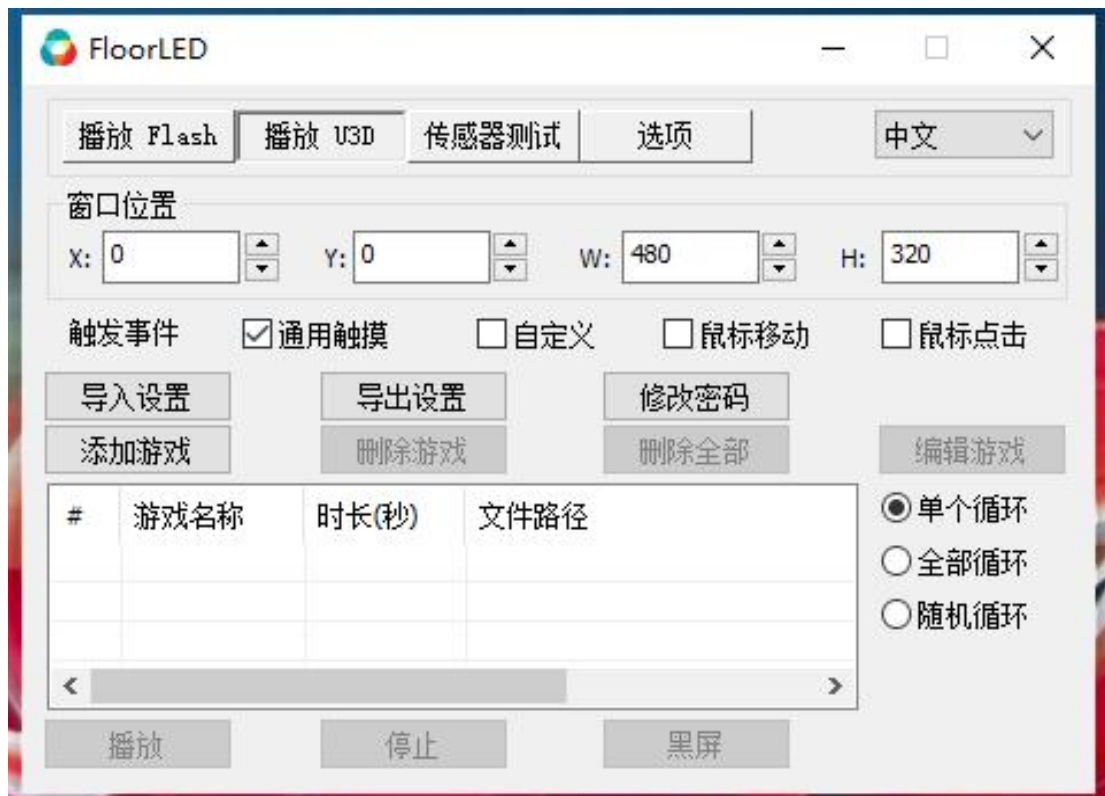 FloorLED
播放 Flash 播放 U3D 传感器测试 选项 中文
窗口位置
X: 0 Y: 0 W: 480 H: 320
触发事件 通用触摸 自定义 鼠标移动 鼠标点击
导入设置 导出设置 修改密码
添加游戏 删除游戏 删除全部 编辑游戏
# 游戏名称 时长(秒) 文件路径
单个循环
全部循环
随机循环
播放 停止 黑屏